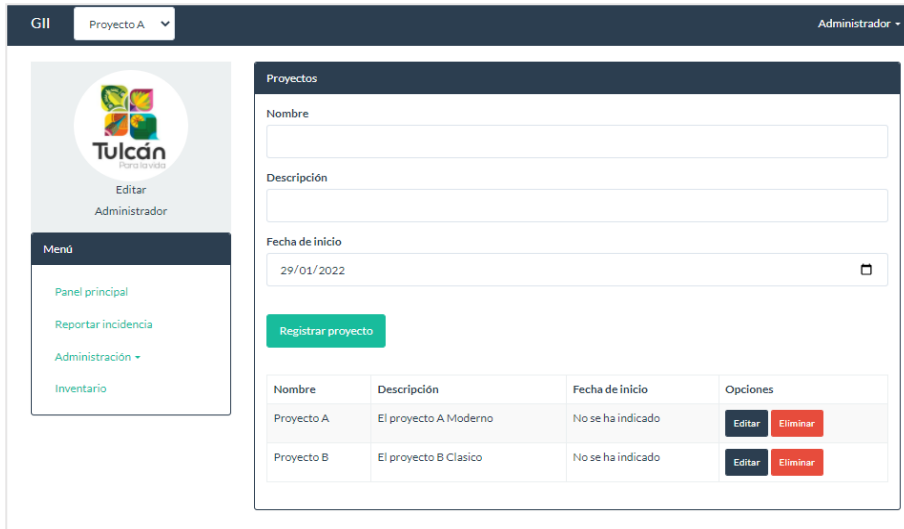 GII Proyecto A Administrador
Tulcán
Para la vida
Editar
Administrador
Menú
Panel principal
Reportar incidencia
Administración
Inventario
Proyectos
Nombre
Descripción
Fecha de inicio
29/01/2022
Registrar proyecto
Nombre Descripción Fecha de inicio Opciones
Proyecto A El proyecto A Moderno No se ha indicado Editar Eliminar
Proyecto B El proyecto B Clasico No se ha indicado Editar Eliminar